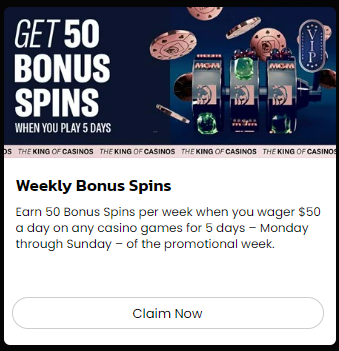 GET 50
BONUS
SPINS
WHEN YOU PLAY 5 DAYS
VIP
MGM
MGM
OS THE KING OF CASINOS THE KING OF CASINOS THE KING OF CASINOS THE KING OF CASINOS
Weekly Bonus Spins
Earn 50 Bonus Spins per week when you wager $50
a day on any casino games for 5 days – Monday
through Sunday – of the promotional week.
Claim Now